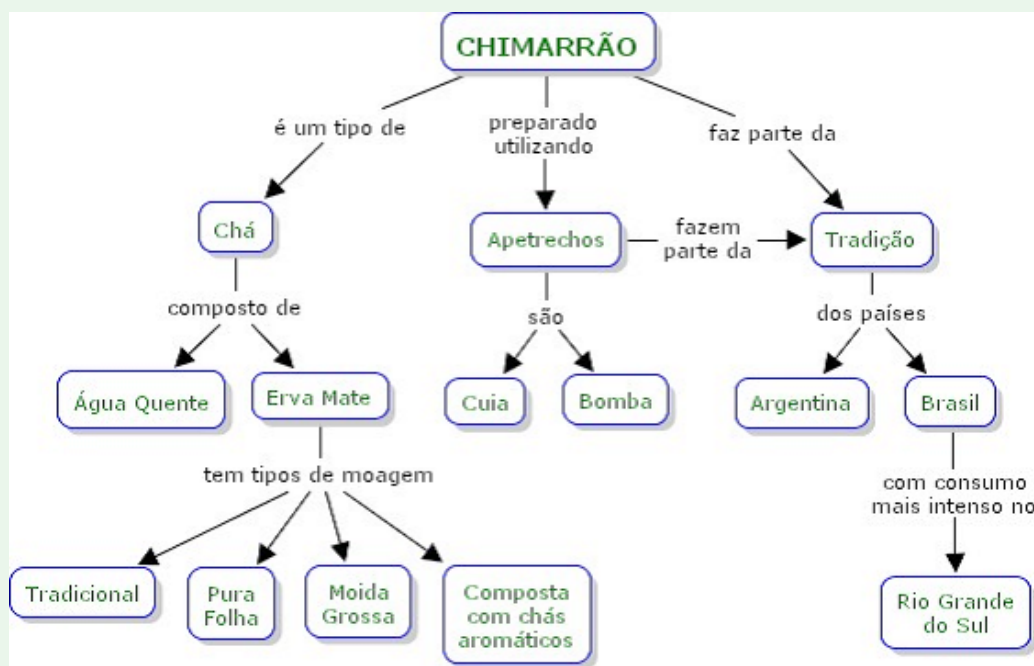 CHIMARRÃO
é um tipo de
preparado
utilizando
faz parte da
Chá
Apetrechos
fazem
parte da
Tradição
composto de
são
dos países
Água Quente
Erva Mate
Cuia
Bomba
Argentina
Brasil
tem tipos de moagem
com consumo
mais intenso no
Tradicional
Pura
Folha
Moida
Grossa
Composta
com chás
aromáticos
Rio Grande
do Sul